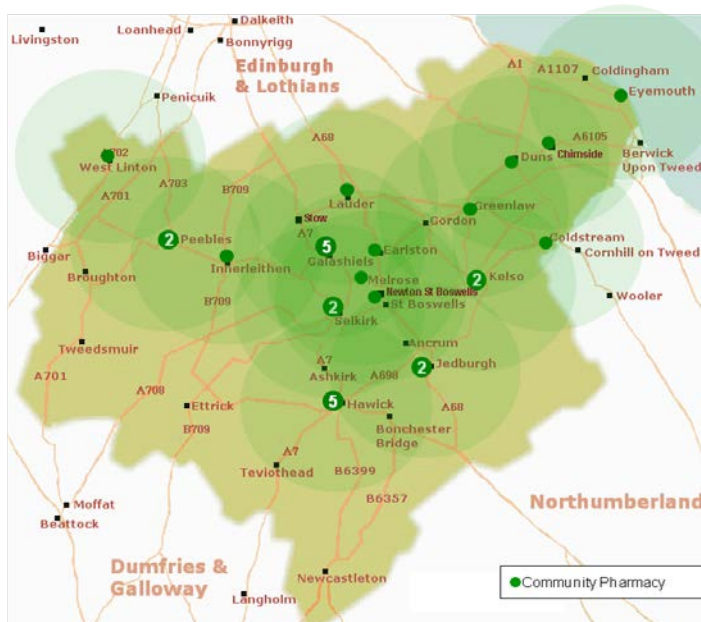 Dalkeith
Livingston
Loanhead
Bonnyrigg
Edinburgh
& Lothians
A1
A1107
Coldingham
Penicuik
Eyemouth
A68
A6105
A702
West Linton
Duns
Chirnside
Berwick
Upon Tweed
A701
A703
B709
Lauder
Greenlaw
Stow
Gordon
A7
2
Peebles
5
Earlston
Coldstream
Biggar
Innerleithen
Galashiels
Cornhill on Tweed
Broughton
Melrose
2
Kelso
B709
Newton St Boswells
Wooler
2
St Boswells
Selkirk
Tweedsmuir
Ancrum
A7
2
Jedburgh
A701
A708
Ashkirk
A698
Ettrick
5
Hawick
A68
B709
Bonchester
Bridge
A7
Teviothead
B6399
B6357
Moffat
Northumberland
Beattock
Dumfries &
Galloway
Newcastleton
Community Pharmacy
Langholm